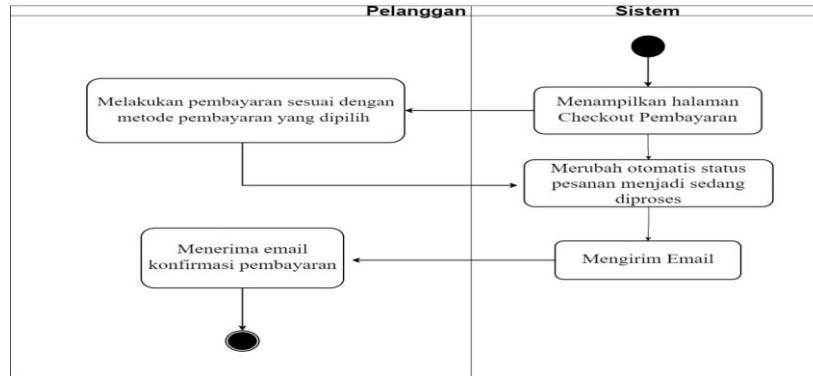 Pelanggan
Sistem
Menampilkan halaman
Checkout Pembayaran
Melakukan pembayaran sesuai dengan
metode pembayaran yang dipilih
Merubah otomatis status
pesanan menjadi sedang
diproses
Mengirim Email
Menerima email
konfirmasi pembayaran